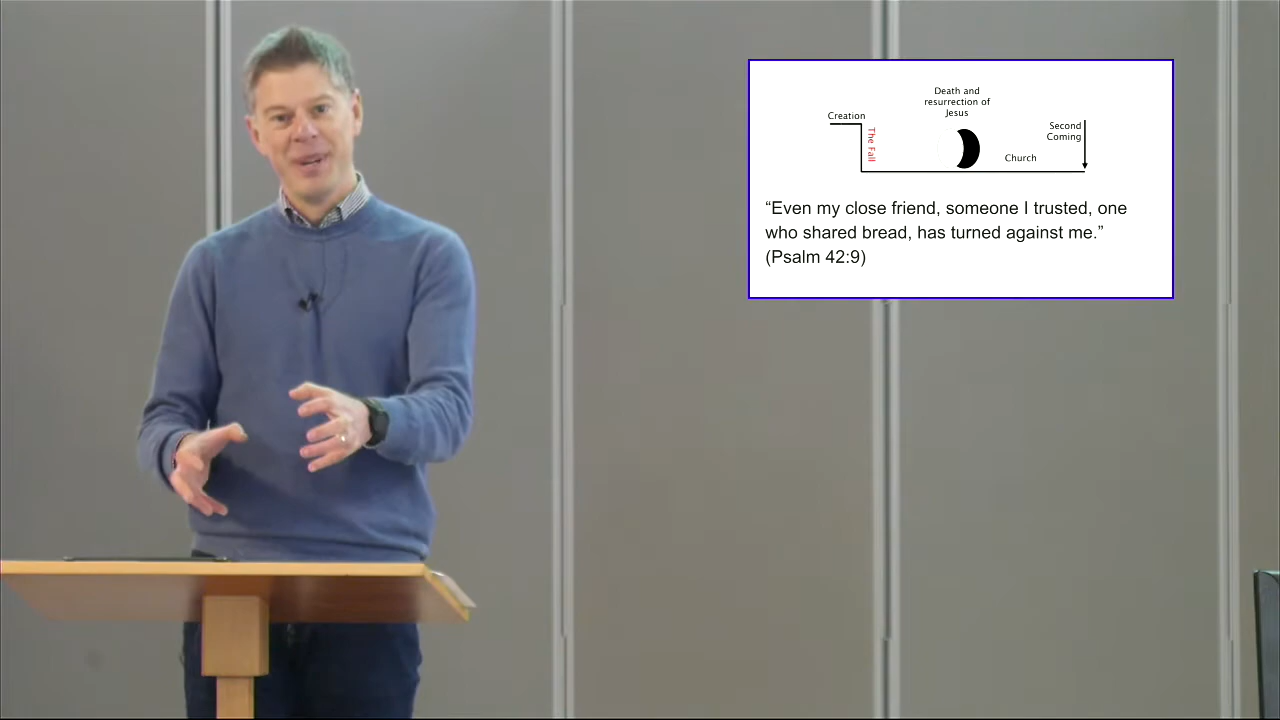 Death and
resurrection of
Jesus
Creation
The Fall
Second
Coming
Church
“Even my close friend, someone I trusted, one
who shared bread, has turned against me.”
(Psalm 42:9)